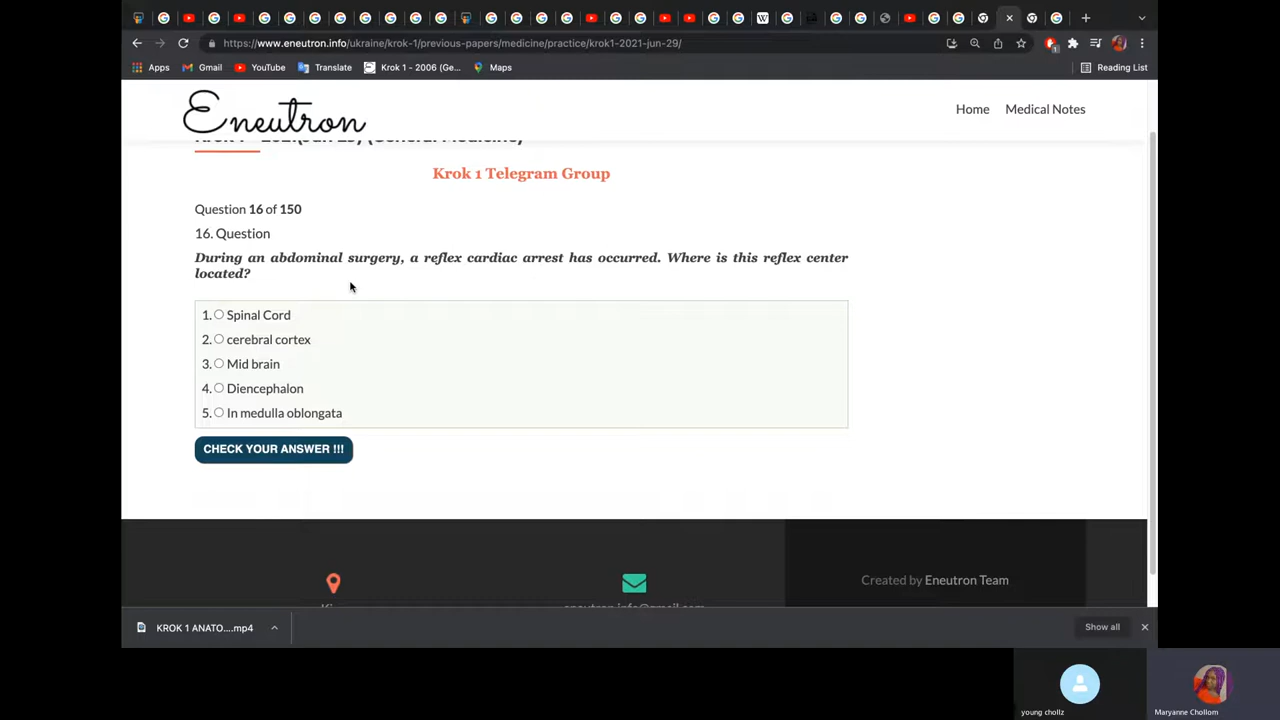 https://www.eneutron.info/ukraine/krok-1/previous-papers/medicine/practice/krok1-2021-jun-29/
Apps Gmail YouTube Translate Krok 1 - 2006 (Ge... Maps Reading List
Eneutron
Home Medical Notes
Krok 1 Telegram Group
Question 16 of 150
16. Question
During an abdominal surgery, a reflex cardiac arrest has occurred. Where is this reflex center
located?
1. Spinal Cord
2. cerebral cortex
3. Mid brain
4. Diencephalon
5. In medulla oblongata
CHECK YOUR ANSWER !!!
Created by Eneutron Team
KROK 1 ANATO....mp4
Show all
young chollz
Maryanne Chollom